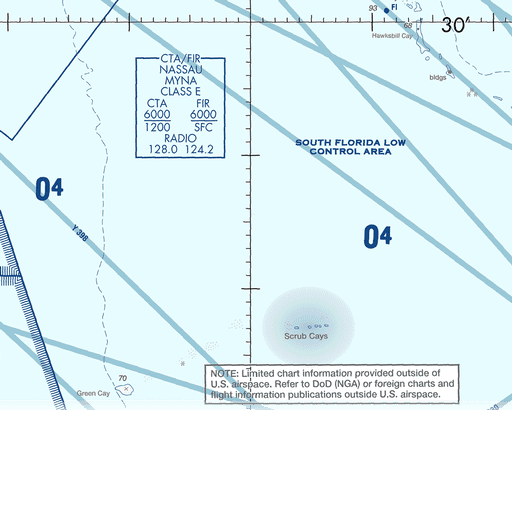 93
FI
68
30′
Hawksbill Cay
bldgs
CTA/FIR
NASSAU
MYNA
CLASS E
CTA FIR
6000 6000
1200 SFC
RADIO
128.0 124.2
SOUTH FLORIDA LOW
CONTROL AREA
04
Y 398
04
Scrub Cays
NOTE: Limited chart information provided outside of
U.S. airspace. Refer to DoD (NGA) or foreign charts and
flight information publications outside U.S. airspace.
70
Green Cay